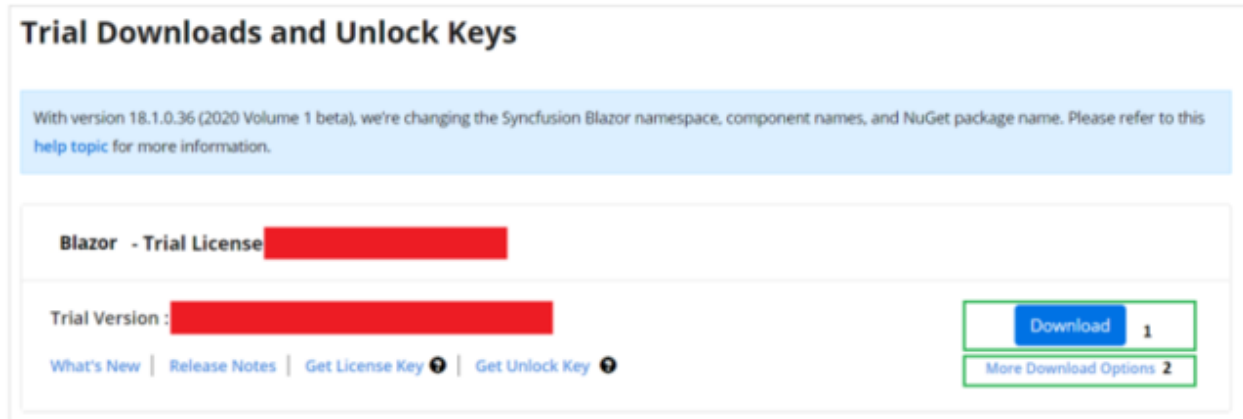 Trial Downloads and Unlock Keys
With version 18.1.0.36 (2020 Volume 1 beta), we're changing the Syncfusion Blazor namespace, component names, and NuGet package name. Please refer to this
help topic for more information.
Blazor - Trial License
Trial Version :
Download 1
What's New | Release Notes | Get License Key ? | Get Unlock Key ?
More Download Options 2